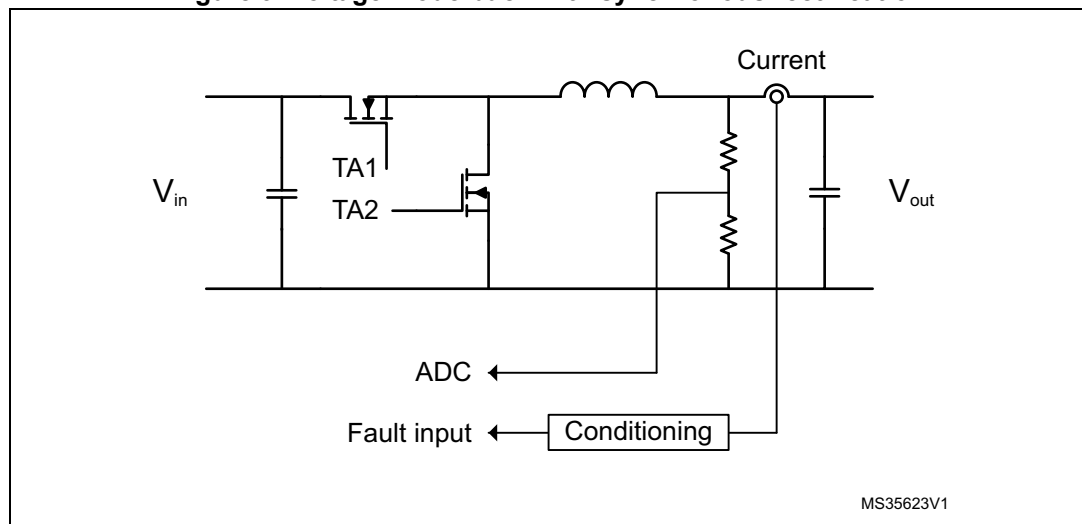 Current
TA1
V_in
TA2
V_out
ADC
Fault input
Conditioning
MS35623V1